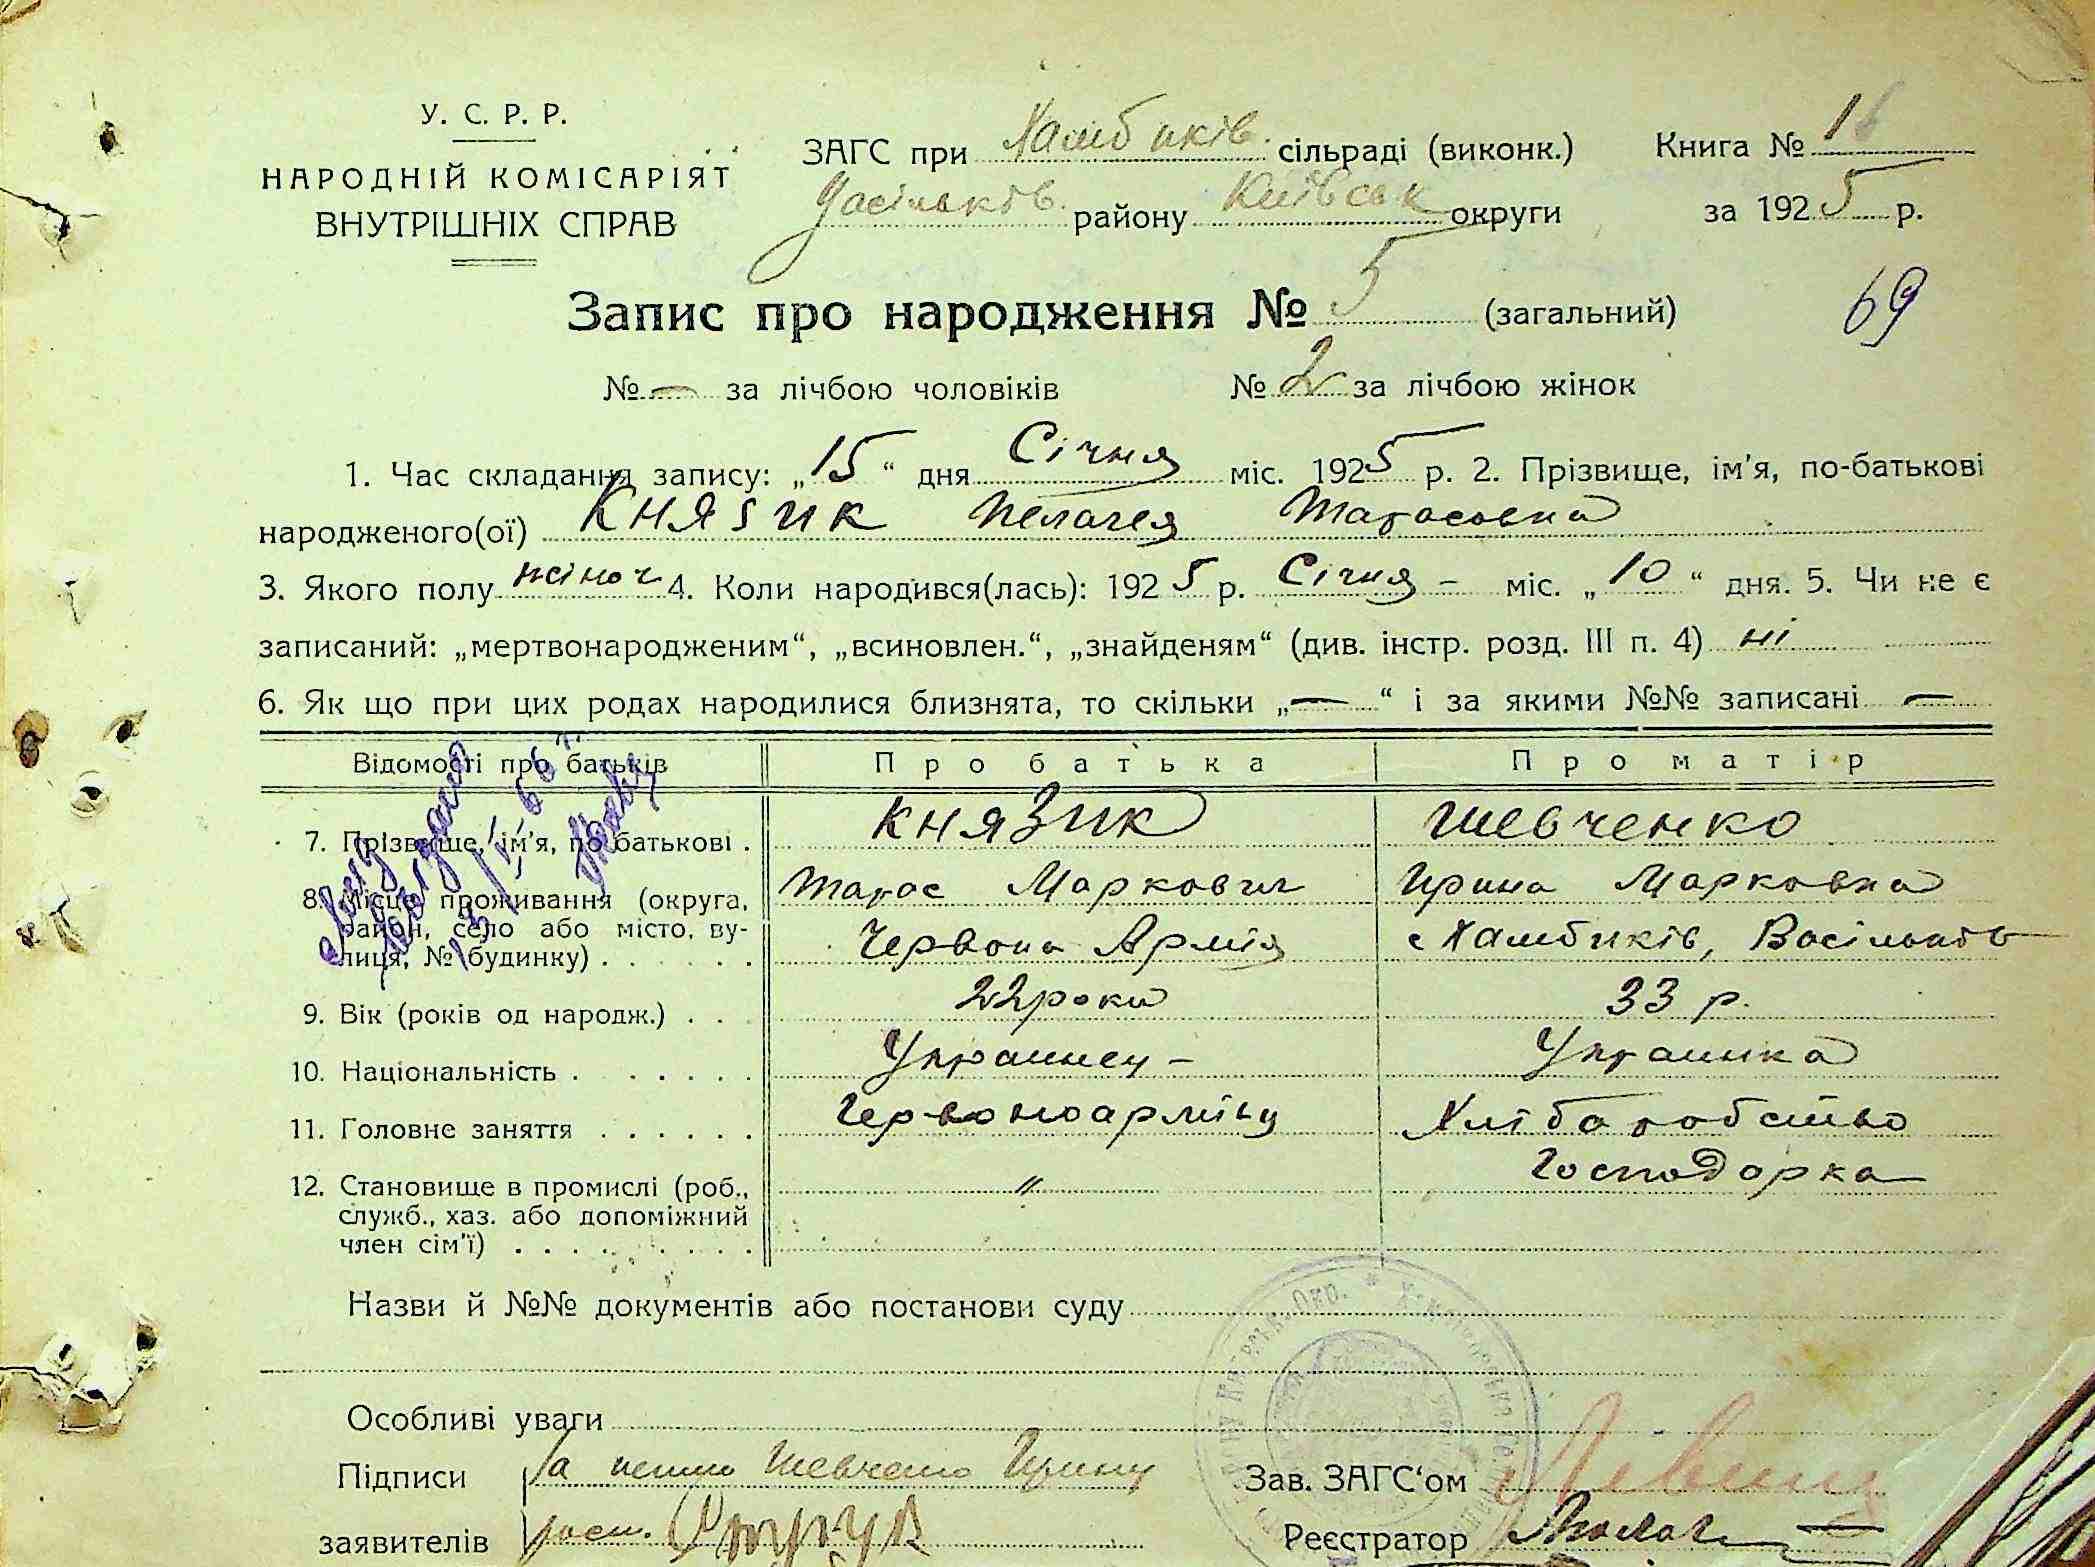 У. С. Р. Р.
НАРОДНІЙ КОМІСАРІЯТ
ВНУТРІШНІХ СПРАВ
ЗАГС при Хамбиків. сільраді (виконк.) Книга № 16
Васільків. району Київськ округи за 1925 р.
Запис про народження № 5 (загальний)
69
№ — за лічбою чоловіків № 2 за лічбою жінок
1. Час складання запису: „15“ дня Січня міс. 1925 р. 2. Прізвище, ім'я, по-батькові
народженого(ої) Князик Пелагея Тарасовна
3. Якого полу жіноч 4. Коли народився(лась): 1925 р. Січня – міс. „10“ дня. 5. Чи не є
записаний: „мертвонародженим“, „всиновлен.“, „знайденям“ (див. інстр. розд. III п. 4) ні
6. Як що при цих родах народилися близнята, то скільки „—“ і за якими №№ записані —
Відомості про батьків Про батька Про матір
7. Прізвище, ім'я, по батькові . Князик Шевченко
Тарас Маркович Ирина Марковна
8. Місце проживання (округа, район, село або місто, вулиця, № будинку) Червона Армія с Хамбиків, Васільків
9. Вік (років од народж.) . . . 22 роки 33 р.
10. Національність . . . . . . . Украинец – Украинка
11. Головне заняття . . . . . . Червоноармієць Хліборобство
12. Становище в промислі (роб., " Господарка
служб., хаз. або допоміжний
член сім'ї)
Назви й №№ документів або постанови суду
Особливі уваги
Підписи За непис Шевченко Ирину
Зав. ЗАГС‘ом
заявителів росп.
Реєстратор